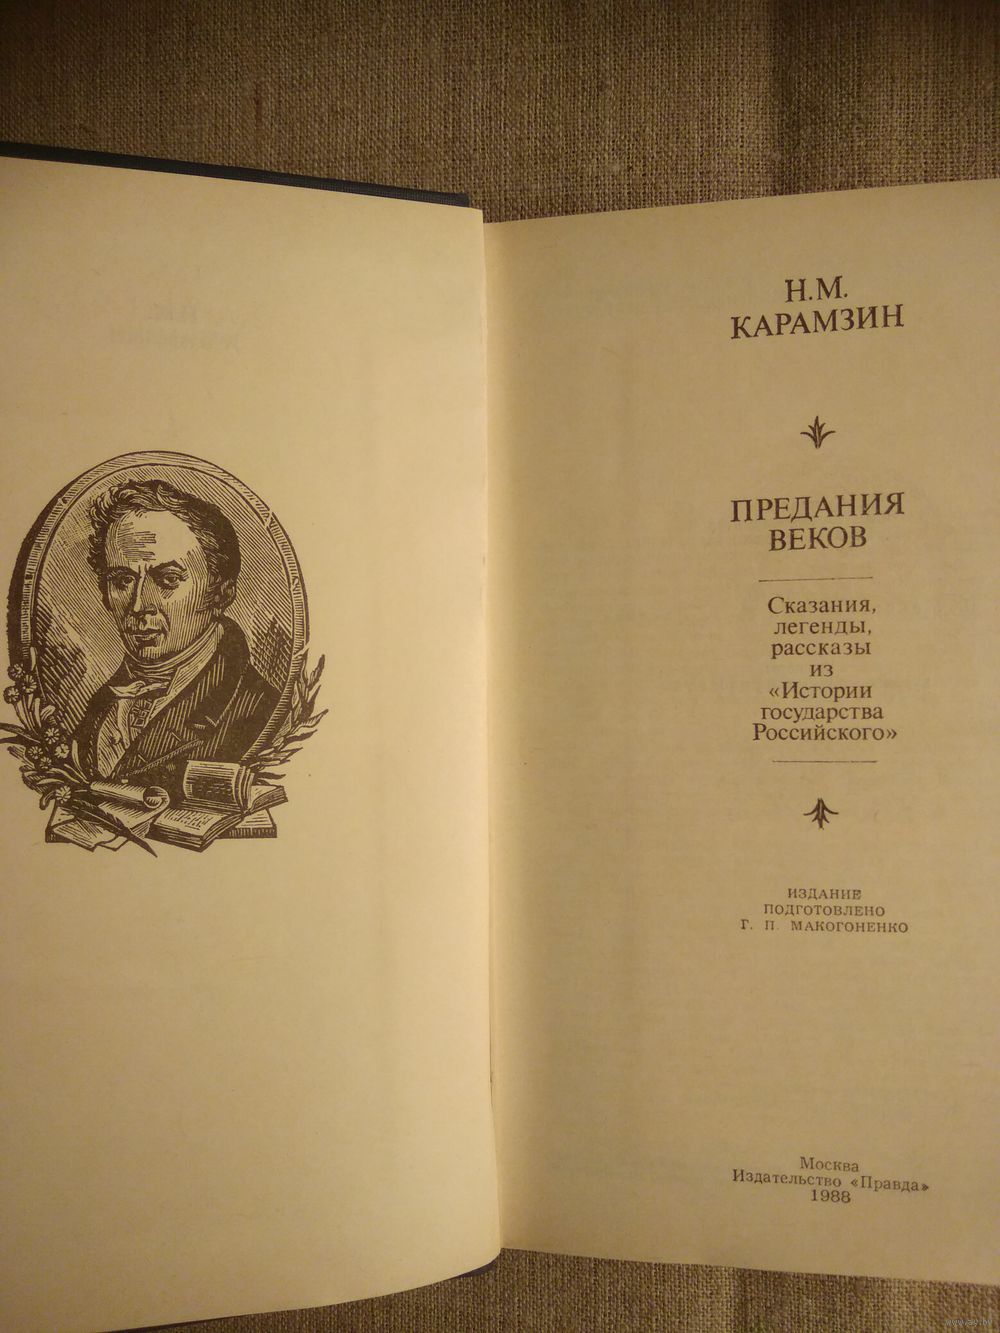 Н.М.
КАРАМЗИН
ПРЕДАНИЯ
ВЕКОВ
Сказания,
легенды,
рассказы
из
«Истории
государства
Российского»
ИЗДАНИЕ
ПОДГОТОВЛЕНО
Г. П. МАКОГОНЕНКО
Москва
Издательство «Правда»
1988